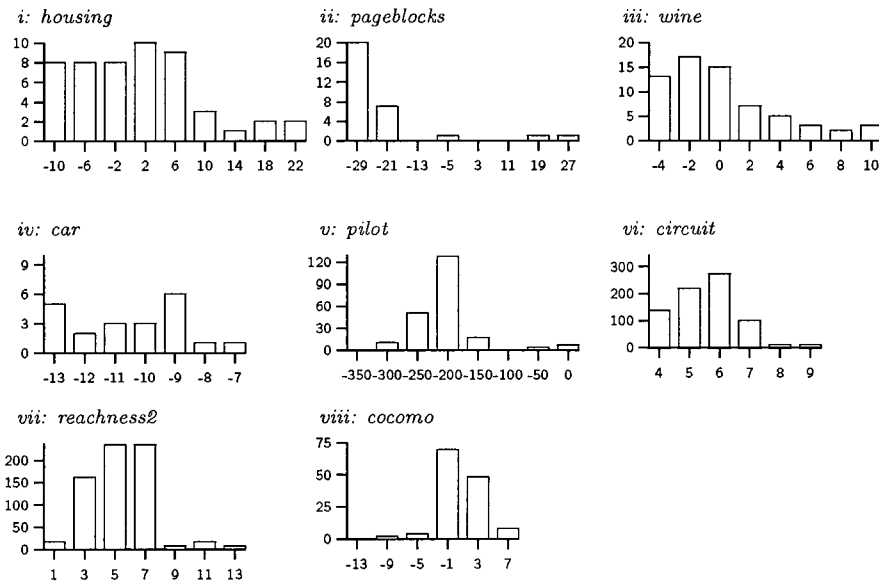 i: housing
10
8
6
4
2
0
-10 -6 -2 2 6 10 14 18 22
ii: pageblocks
20
16
12
8
4
0
-29 -21 -13 -5 3 11 19 27
iii: wine
20
15
10
5
0
-4 -2 0 2 4 6 8 10
iv: car
9
6
3
0
-13 -12 -11 -10 -9 -8 -7
v: pilot
120
90
60
30
0
-350-300-250-200-150-100 -50 0
vi: circuit
300
200
100
0
4 5 6 7 8 9
vii: reachness2
200
150
100
50
0
1 3 5 7 9 11 13
viii: cocomo
75
50
25
0
-13 -9 -5 -1 3 7